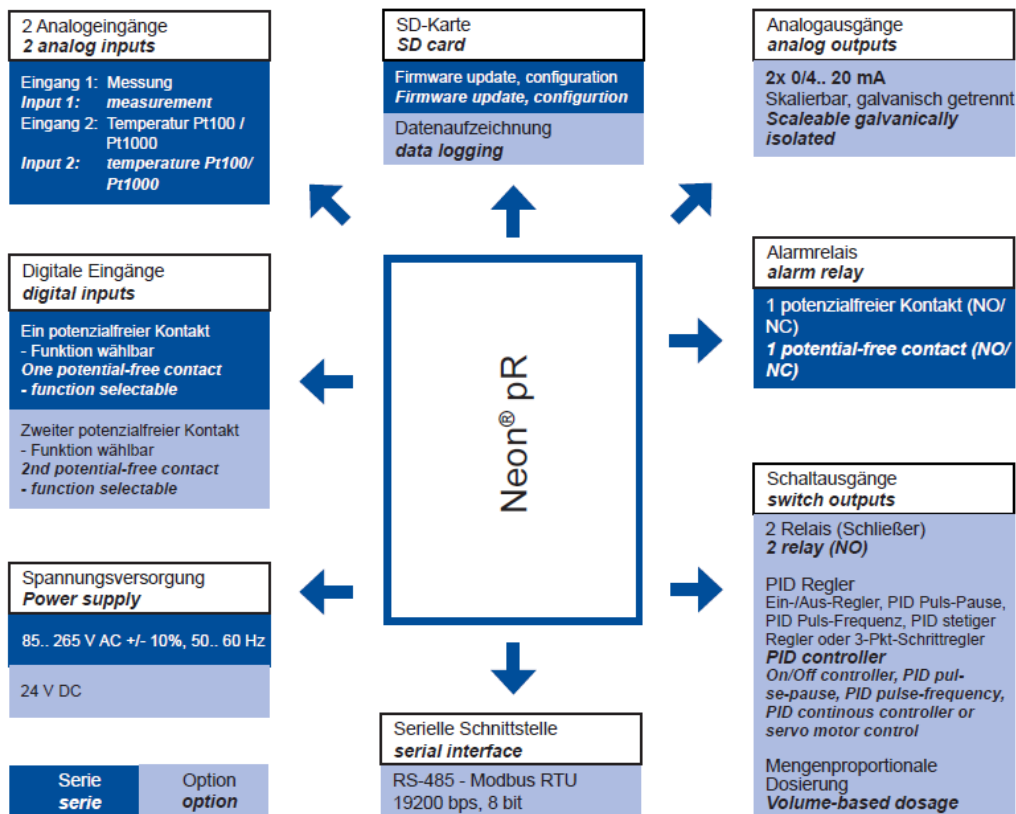 2 Analogeingänge
2 analog inputs
Eingang 1: Messung
Input 1: measurement
Eingang 2: Temperatur Pt100 /
Pt1000
Input 2: temperature Pt100/
Pt1000
SD-Karte
SD card
Firmware update, configuration
Firmware update, configurtion
Datenaufzeichnung
data logging
Analogausgänge
analog outputs
2x 0/4.. 20 mA
Skalierbar, galvanisch getrennt
Scaleable galvanically
isolated
Digitale Eingänge
digital inputs
Ein potenzialfreier Kontakt
- Funktion wählbar
One potential-free contact
- function selectable
Zweiter potenzialfreier Kontakt
- Funktion wählbar
2nd potential-free contact
- function selectable
Neon® pR
Alarmrelais
alarm relay
1 potenzialfreier Kontakt (NO/
NC)
1 potential-free contact (NO/
NC)
Spannungsversorgung
Power supply
85.. 265 V AC +/- 10%, 50.. 60 Hz
24 V DC
Schaltausgänge
switch outputs
2 Relais (Schließer)
2 relay (NO)
PID Regler
Ein-/Aus-Regler, PID Puls-Pause,
PID Puls-Frequenz, PID stetiger
Regler oder 3-Pkt-Schrittregler
PID controller
On/Off controller, PID pul-
se-pause, PID pulse-frequency,
PID continous controller or
servo motor control
Mengenproportionale
Dosierung
Volume-based dosage
Serielle Schnittstelle
serial interface
RS-485 - Modbus RTU
19200 bps, 8 bit
Serie
serie
Option
option